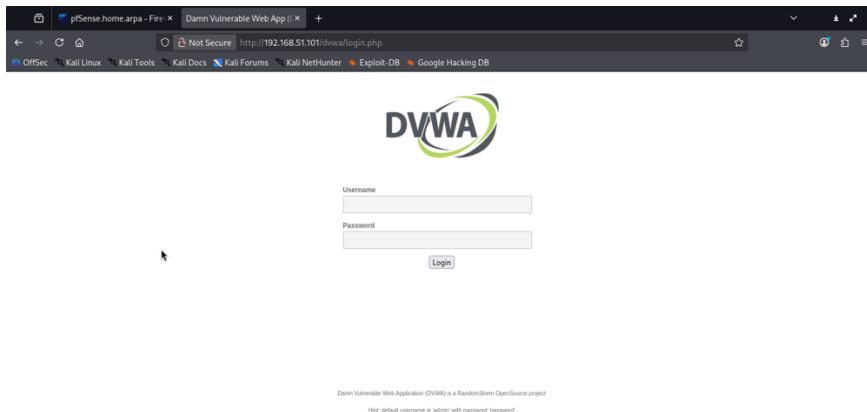 pfSense.home.arpa - Fire
Damn Vulnerable Web App (
Not Secure http://192.168.51.101/dvwa/login.php
OffSec Kali Linux Kali Tools Kali Docs Kali Forums Kali NetHunter Exploit-DB Google Hacking DB
DVWA
Username
Password
Login
Damn Vulnerable Web Application (DVWA) is a RandomStorm OpenSource project
Hint: default username is 'admin' with password 'password'